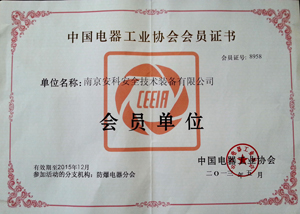 中国电器工业协会会员证书
会员证号：8958
单位名称：南京安科安全技术装备有限公司
CEEIA
会员单位
有效期至2015年12月
参加活动的分支机构：防爆电器分会
中国电器工业协会